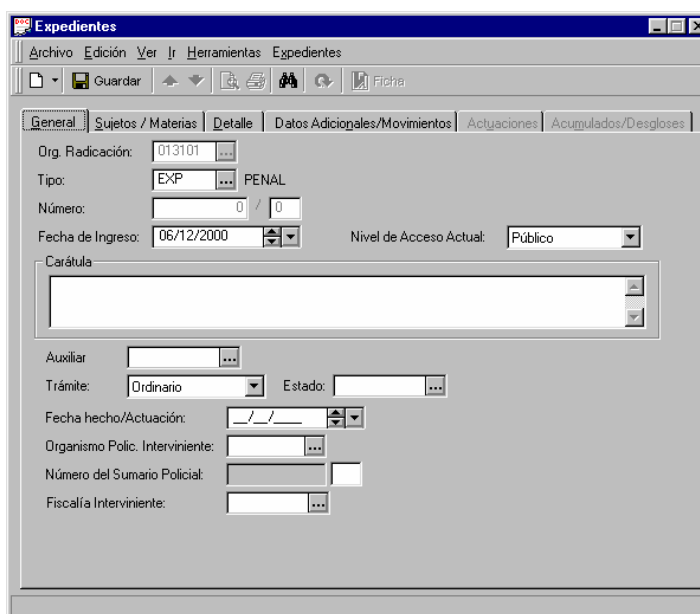 DOC Expedientes
Archivo Edición Ver Ir Herramientas Expedientes
Guardar Ficha
General Sujetos / Materias Detalle Datos Adicionales/Movimientos Actuaciones Acumulados/Desgloses
Org. Radicación: 013101 ...
Tipo: EXP ... PENAL
Número: 0 / 0
Fecha de Ingreso: 06/12/2000 Nivel de Acceso Actual: Público
Carátula
Auxiliar ...
Trámite: Ordinario Estado: ...
Fecha hecho/Actuación: __/__/____
Organismo Polic. Interviniente: ...
Número del Sumario Policial:
Fiscalía Interviniente: ...